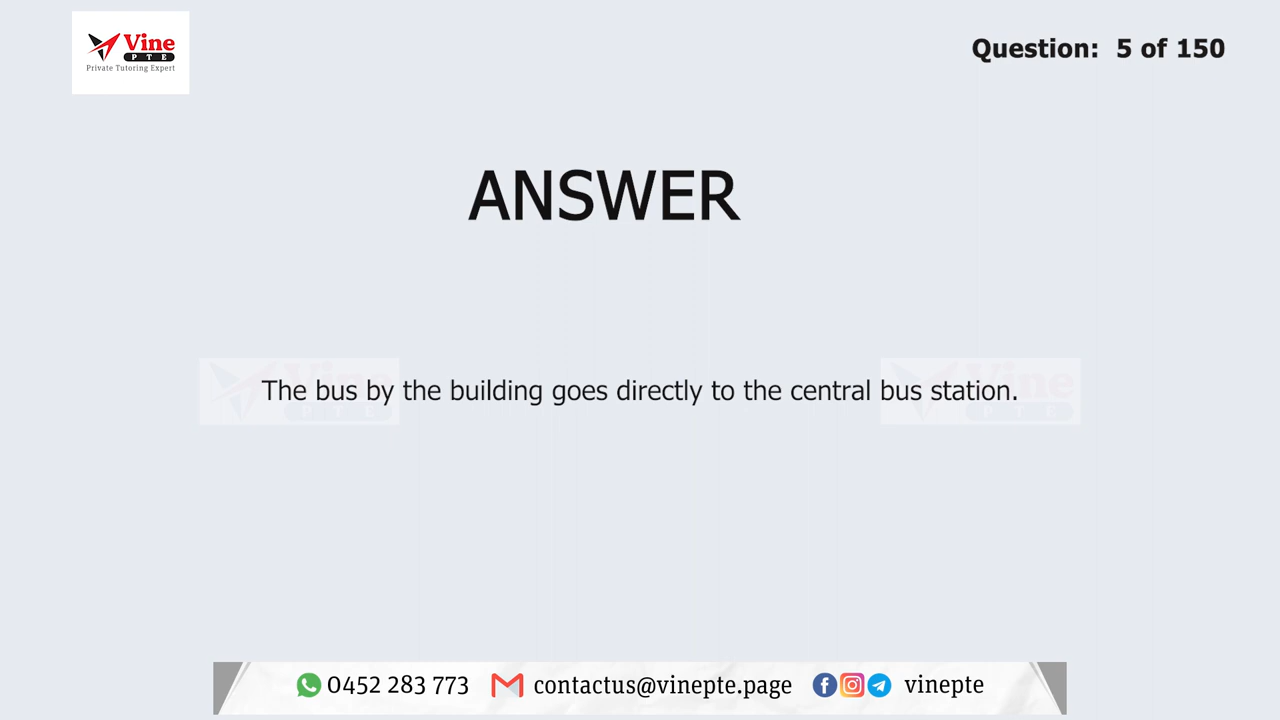 Vine
PTE
Private Tutoring Expert
Question: 5 of 150
ANSWER
The bus by the building goes directly to the central bus station.
0452 283 773 contactus@vinepte.page vinepte